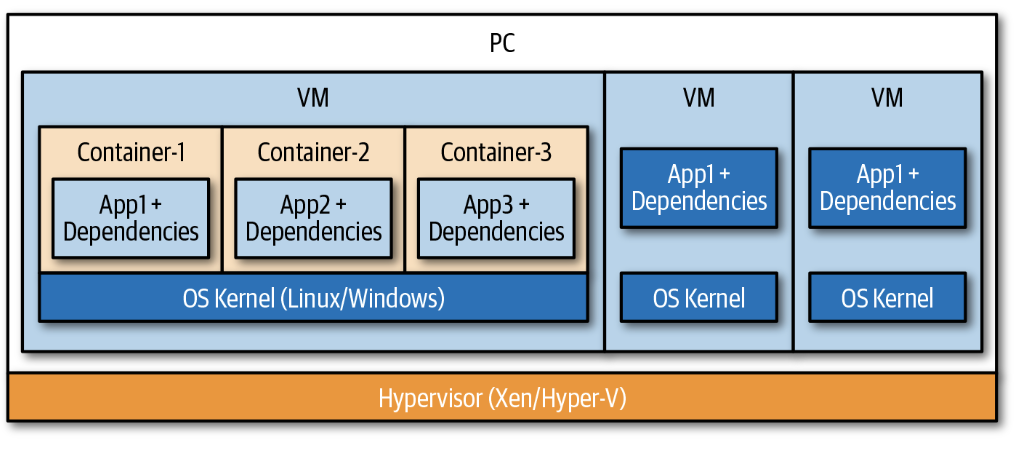 PC
VM
Container-1
App1 +
Dependencies
Container-2
App2 +
Dependencies
Container-3
App3 +
Dependencies
OS Kernel (Linux/Windows)
VM
App1 +
Dependencies
OS Kernel
VM
App1 +
Dependencies
OS Kernel
Hypervisor (Xen/Hyper-V)